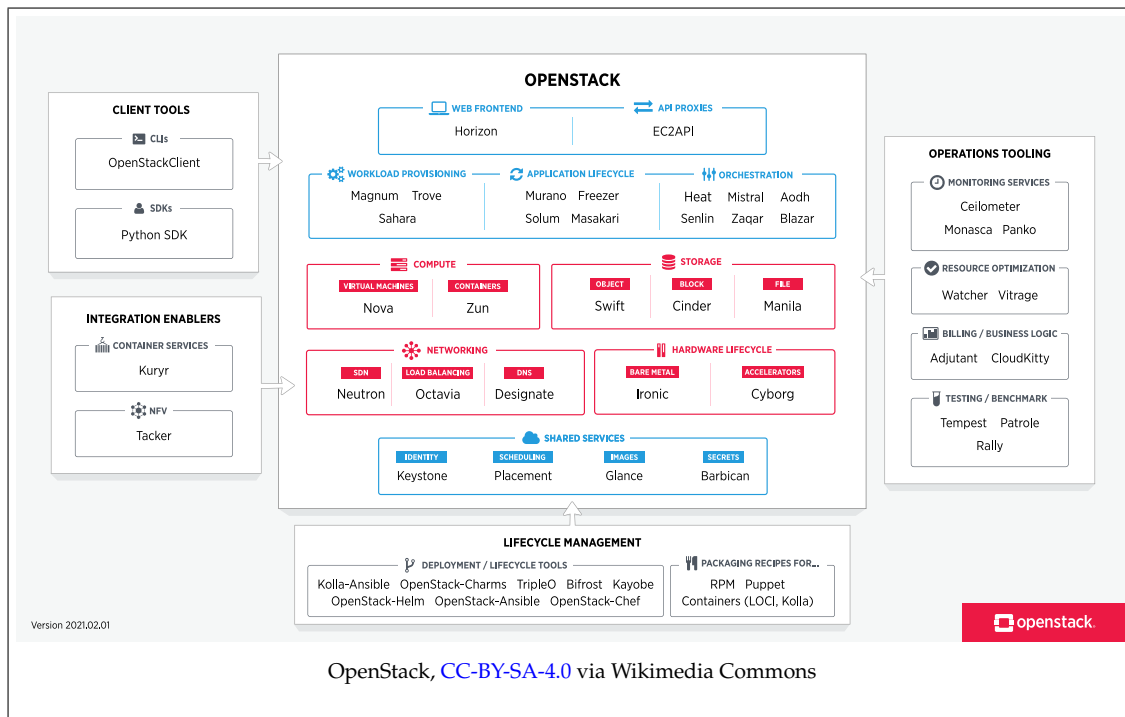 OPENSTACK
WEB FRONTEND
Horizon
API PROXIES
EC2API
WORKLOAD PROVISIONING
Magnum Trove
Sahara
APPLICATION LIFECYCLE
Murano Freezer
Solum Masakari
ORCHESTRATION
Heat Mistral Aodh
Senlin Zaqar Blazar
COMPUTE
VIRTUAL MACHINES
Nova
CONTAINERS
Zun
STORAGE
OBJECT
Swift
BLOCK
Cinder
FILE
Manila
NETWORKING
SDN
Neutron
LOAD BALANCING
Octavia
DNS
Designate
HARDWARE LIFECYCLE
BARE METAL
Ironic
ACCELERATORS
Cyborg
SHARED SERVICES
IDENTITY
Keystone
SCHEDULING
Placement
IMAGES
Glance
SECRETS
Barbican
CLIENT TOOLS
CLIs
OpenStackClient
SDKs
Python SDK
INTEGRATION ENABLERS
CONTAINER SERVICES
Kuryr
NFV
Tacker
OPERATIONS TOOLING
MONITORING SERVICES
Ceilometer
Monasca Panko
RESOURCE OPTIMIZATION
Watcher Vitrage
BILLING / BUSINESS LOGIC
Adjutant CloudKitty
TESTING / BENCHMARK
Tempest Patrole
Rally
LIFECYCLE MANAGEMENT
DEPLOYMENT / LIFECYCLE TOOLS
Kolla-Ansible OpenStack-Charms TripleO Bifrost Kayobe
OpenStack-Helm OpenStack-Ansible OpenStack-Chef
PACKAGING RECIPES FOR...
RPM Puppet
Containers (LOCI, Kolla)
Version 2021.02.01
openstack.
OpenStack, CC-BY-SA-4.0 via Wikimedia Commons